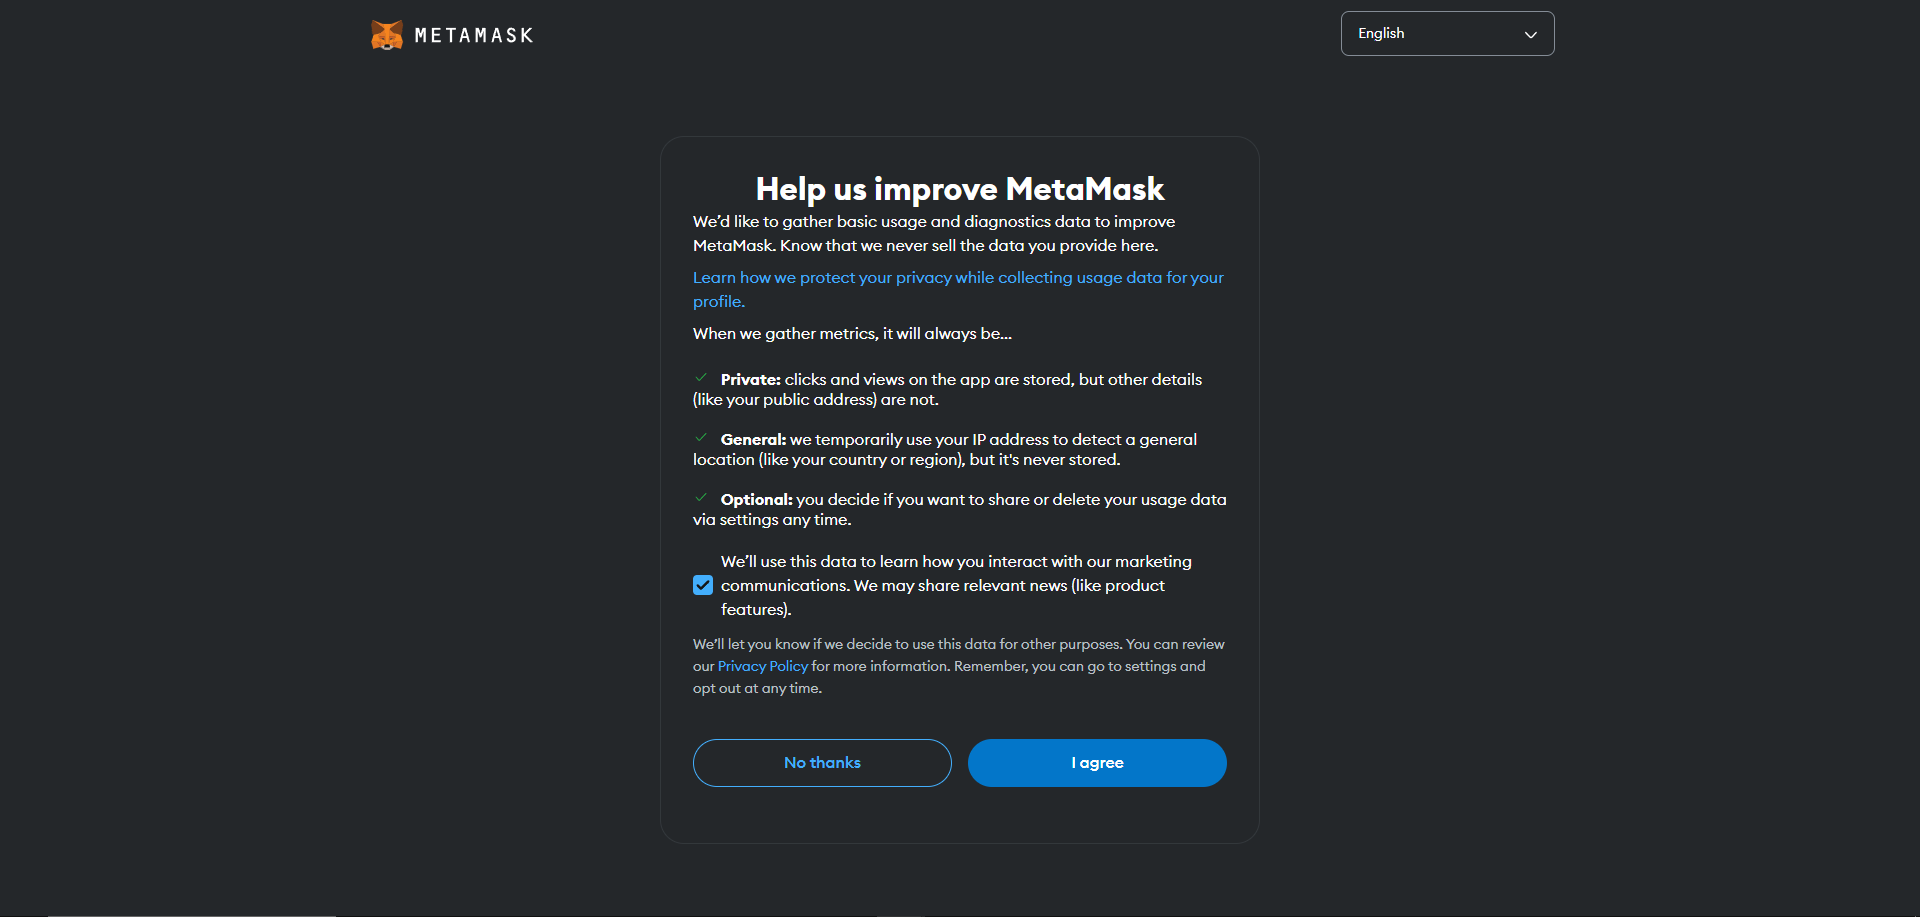 METAMASK
English
Help us improve MetaMask
We’d like to gather basic usage and diagnostics data to improve
MetaMask. Know that we never sell the data you provide here.
Learn how we protect your privacy while collecting usage data for your
profile.
When we gather metrics, it will always be...
Private: clicks and views on the app are stored, but other details
(like your public address) are not.
General: we temporarily use your IP address to detect a general
location (like your country or region), but it's never stored.
Optional: you decide if you want to share or delete your usage data
via settings any time.
We’ll use this data to learn how you interact with our marketing
communications. We may share relevant news (like product
features).
We’ll let you know if we decide to use this data for other purposes. You can review
our Privacy Policy for more information. Remember, you can go to settings and
opt out at any time.
No thanks
I agree